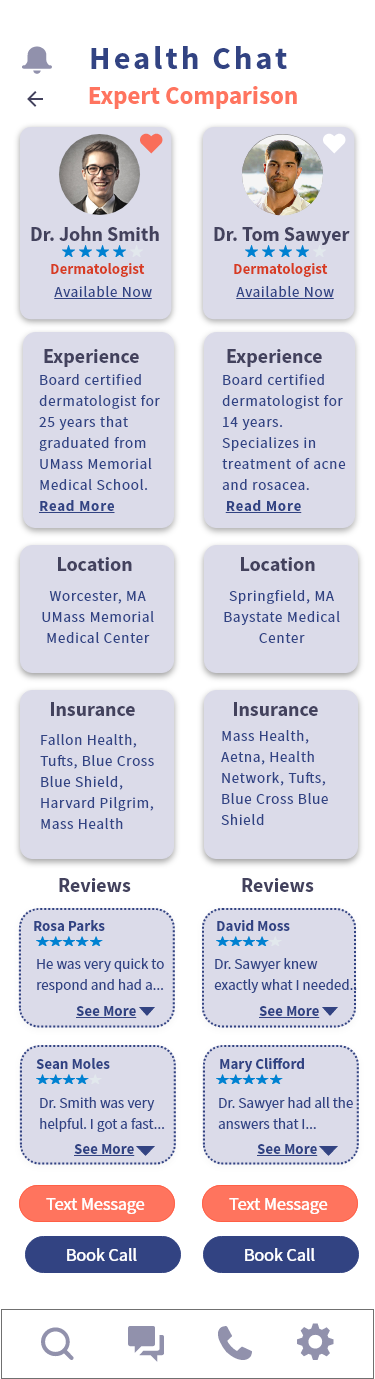 Health Chat
Expert Comparison
Dr. John Smith
Dermatologist
Available Now
Dr. Tom Sawyer
Dermatologist
Available Now
Experience
Board certified
dermatologist for
25 years that
graduated from
UMass Memorial
Medical School.
Read More
Experience
Board certified
dermatologist for
14 years.
Specializes in
treatment of acne
and rosacea.
Read More
Location
Worcester, MA
UMass Memorial
Medical Center
Location
Springfield, MA
Baystate Medical
Center
Insurance
Fallon Health,
Tufts, Blue Cross
Blue Shield,
Harvard Pilgrim,
Mass Health
Insurance
Mass Health,
Aetna, Health
Network, Tufts,
Blue Cross Blue
Shield
Reviews
Rosa Parks
He was very quick to
respond and had a...
See More
Sean Moles
Dr. Smith was very
helpful. I got a fast...
See More
Reviews
David Moss
Dr. Sawyer knew
exactly what I needed.
See More
Mary Clifford
Dr. Sawyer had all the
answers that I...
See More
Text Message
Text Message
Book Call
Book Call